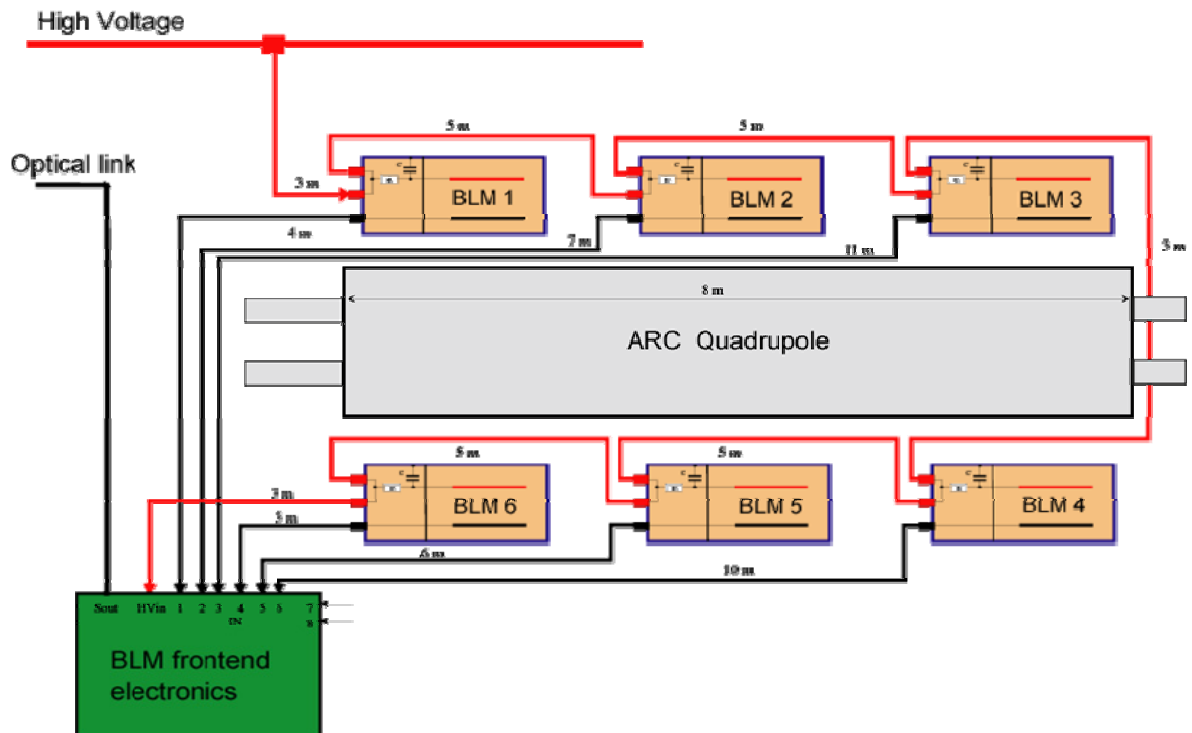 High Voltage
5 m
5 m
Optical link
3 m
BLM 1
BLM 2
BLM 3
4 m
7 m
11 m
8 m
ARC Quadrupole
5 m
5 m
BLM 6
BLM 5
BLM 4
3 m
6 m
10 m
Sout HVin 1 2 3 4 5 6 7
IN 8
BLM frontend
electronics